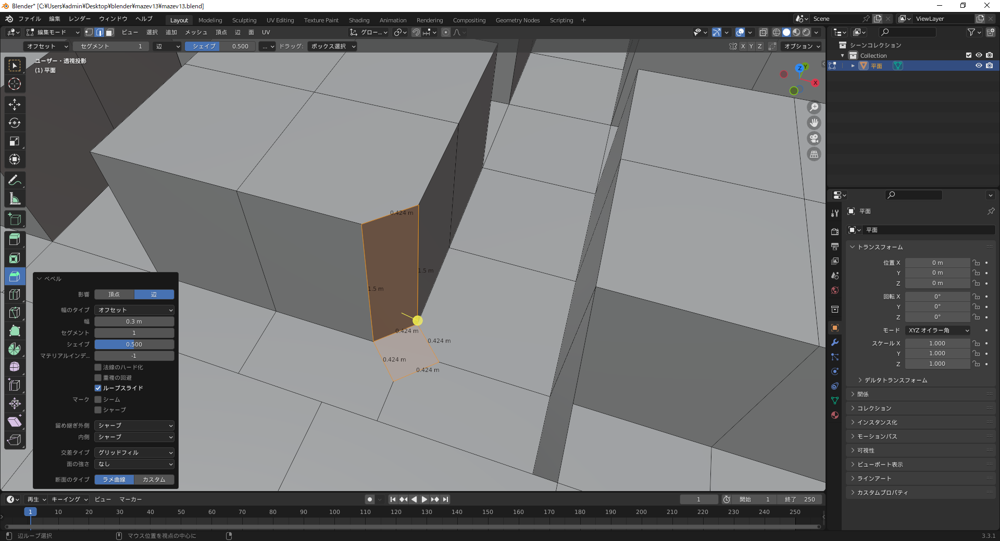 Blender* [C:¥Users¥admin¥Desktop¥blender¥mazev13¥mazev13.blend]
ファイル 編集 レンダー ウィンドウ ヘルプ Layout Modeling Sculpting UV Editing Texture Paint Shading Animation Rendering Compositing Geometry Nodes Scripting + Scene ViewLayer
編集モード ビュー 選択 追加 メッシュ 頂点 辺 面 UV グロー...
オフセット セグメント 1 辺 シェイプ 0.500 ... ドラッグ: ボックス選択 X Y Z オプション
ユーザー・透視投影
(1) 平面
Z Y X
0.424 m
1.5 m
1.5 m
0.424 m
0.424 m
0.424 m
0.424 m
ベベル
影響 頂点 辺
幅のタイプ オフセット
幅 0.3 m
セグメント 1
シェイプ 0.500
マテリアルインデ... -1
法線のハード化
重複の回避
ループスライド
マーク シーム
シャープ
留め継ぎ外側 シャープ
内側 シャープ
交差タイプ グリッドフィル
面の強さ なし
断面のタイプ ラメ曲線 カスタム
シーンコレクション
Collection
平面
平面
平面
トランスフォーム
位置 X 0 m
Y 0 m
Z 0 m
回転 X 0°
Y 0°
Z 0°
モード XYZ オイラー角
スケール X 1.000
Y 1.000
Z 1.000
デルタトランスフォーム
関係
コレクション
インスタンス化
モーションパス
可視性
ビューポート表示
ラインアート
カスタムプロパティ
再生 キーイング ビュー マーカー 1 開始 1 終了 250
1 10 20 30 40 50 60 70 80 90 100 110 120 130 140 150 160 170 180 190 200 210 220 230 240 250
辺ループ選択 マウス位置を視点の中心に 3.3.1